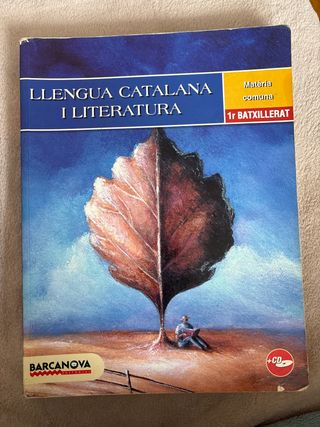 LLENGUA CATALANA
I LITERATURA
Matèria
comuna
1r BATXILLERAT
BARCANOVA
+CD